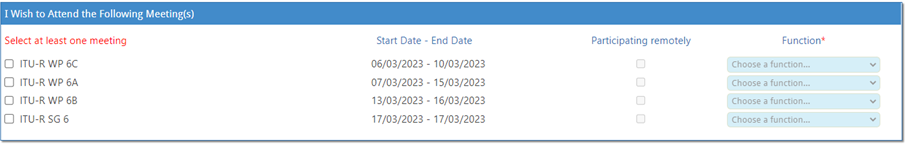 I Wish to Attend the Following Meeting(s)
Select at least one meeting Start Date - End Date Participating remotely Function*
ITU-R WP 6C 06/03/2023 - 10/03/2023 Choose a function...
ITU-R WP 6A 07/03/2023 - 15/03/2023 Choose a function...
ITU-R WP 6B 13/03/2023 - 16/03/2023 Choose a function...
ITU-R SG 6 17/03/2023 - 17/03/2023 Choose a function...